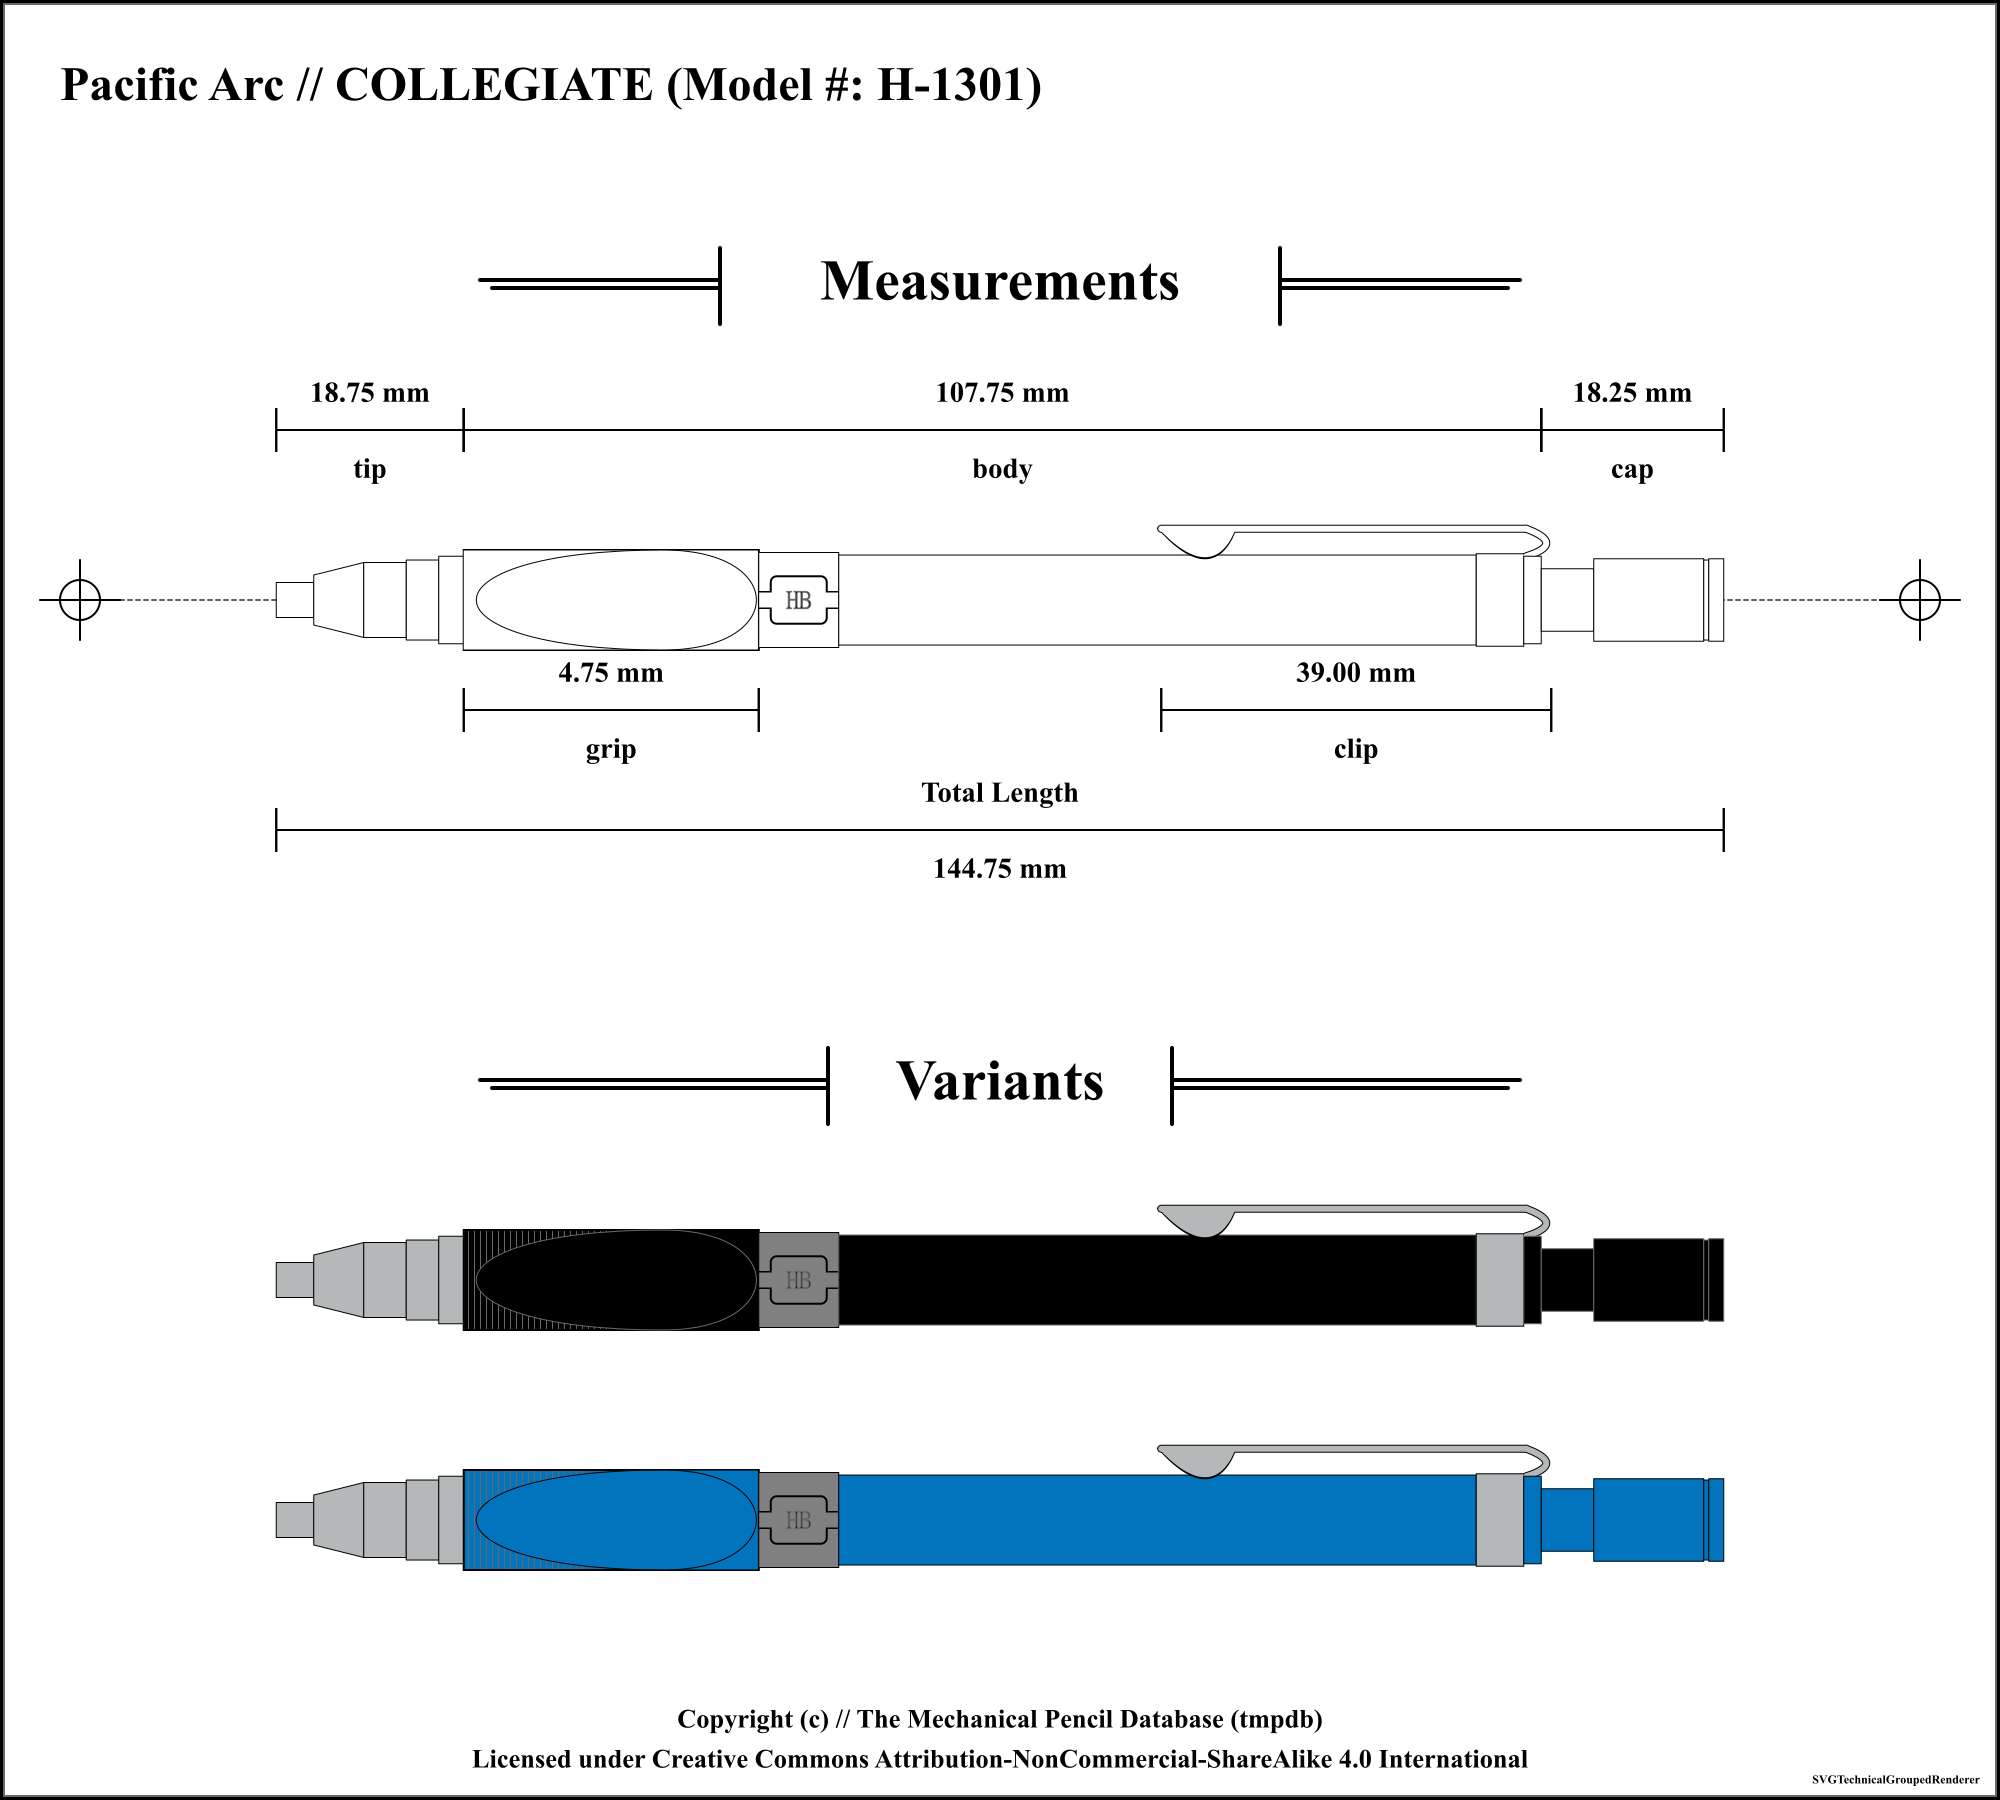 Pacific Arc // COLLEGIATE (Model #: H-1301)
Measurements
18.75 mm 107.75 mm 18.25 mm
tip body cap
HB
4.75 mm 39.00 mm
grip clip
Total Length
144.75 mm
Variants
HB
HB
Copyright (c) // The Mechanical Pencil Database (tmpdb)
Licensed under Creative Commons Attribution-NonCommercial-ShareAlike 4.0 International
SVGTechnicalGroupedRenderer